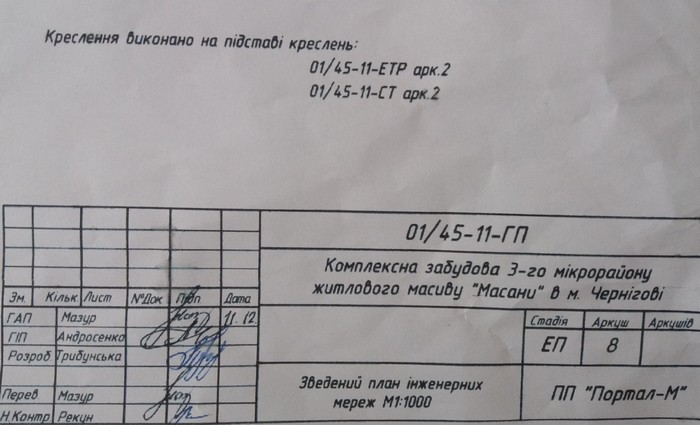 Креслення виконано на підставі креслень:
01/45-11-ЕТР арк.2
01/45-11-СТ арк.2
01/45-11-ГП
Комплексна забудова 3-го мікрорайону
житлового масиву "Масани" в м. Чернігові
Зм. Кільк. Лист №Док Підп Дата
ГАП Мазур 11.12.
ГІП Андросенко
Розроб Трибунська
Перев. Мазур
Н.Контр Рекун
Стадія Аркуш Аркушів
ЕП 8
Зведений план інженерних
мереж М1:1000
ПП "Портал-М"